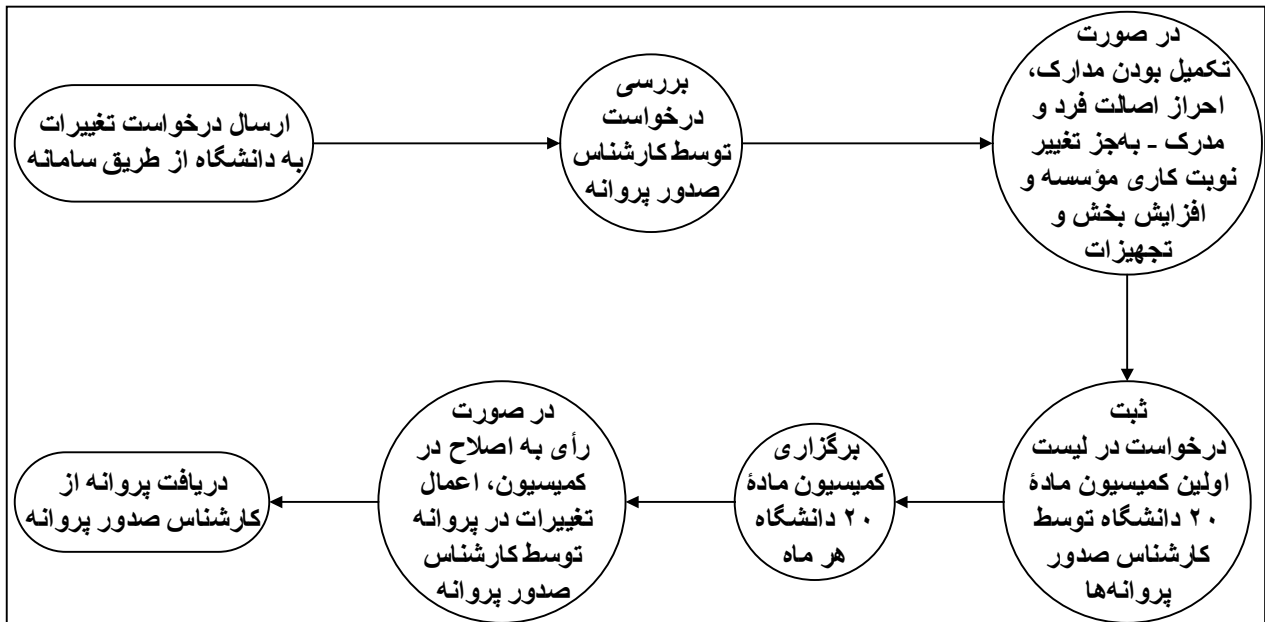 ارسال درخواست تغییرات
به دانشگاه از طریق سامانه
بررسی
درخواست
توسط کارشناس
صدور پروانه
در صورت
تکمیل بودن مدارک،
احراز اصالت فرد و
مدرک - به‌جز تغییر
نوبت کاری مؤسسه و
افزایش بخش و
تجهیزات
ثبت
درخواست در لیست
اولین کمیسیون مادۀ
۲۰ دانشگاه توسط
کارشناس صدور
پروانه‌ها
برگزاری
کمیسیون مادۀ
۲۰ دانشگاه
هر ماه
در صورت
رأی به اصلاح در
کمیسیون، اعمال
تغییرات در پروانه
توسط کارشناس
صدور پروانه
دریافت پروانه از
کارشناس صدور پروانه